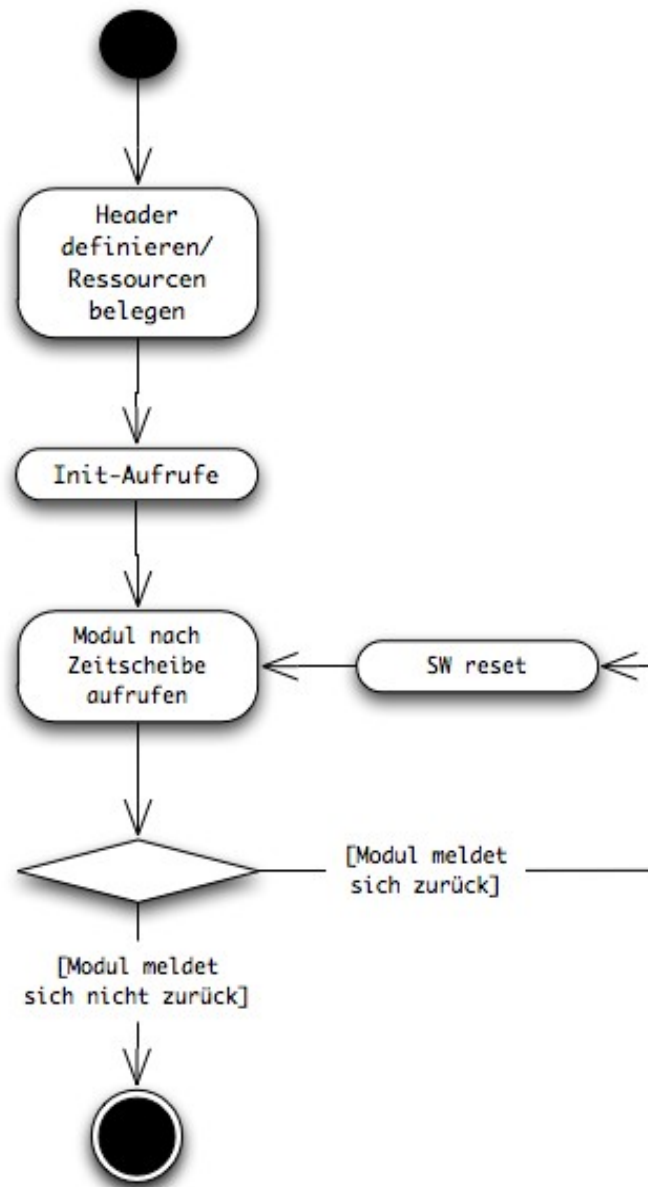 Header
definieren/
Ressourcen
belegen
Init-Aufrufe
Modul nach
Zeitscheibe
aufrufen
SW reset
[Modul meldet
sich zurück]
[Modul meldet
sich nicht zurück]